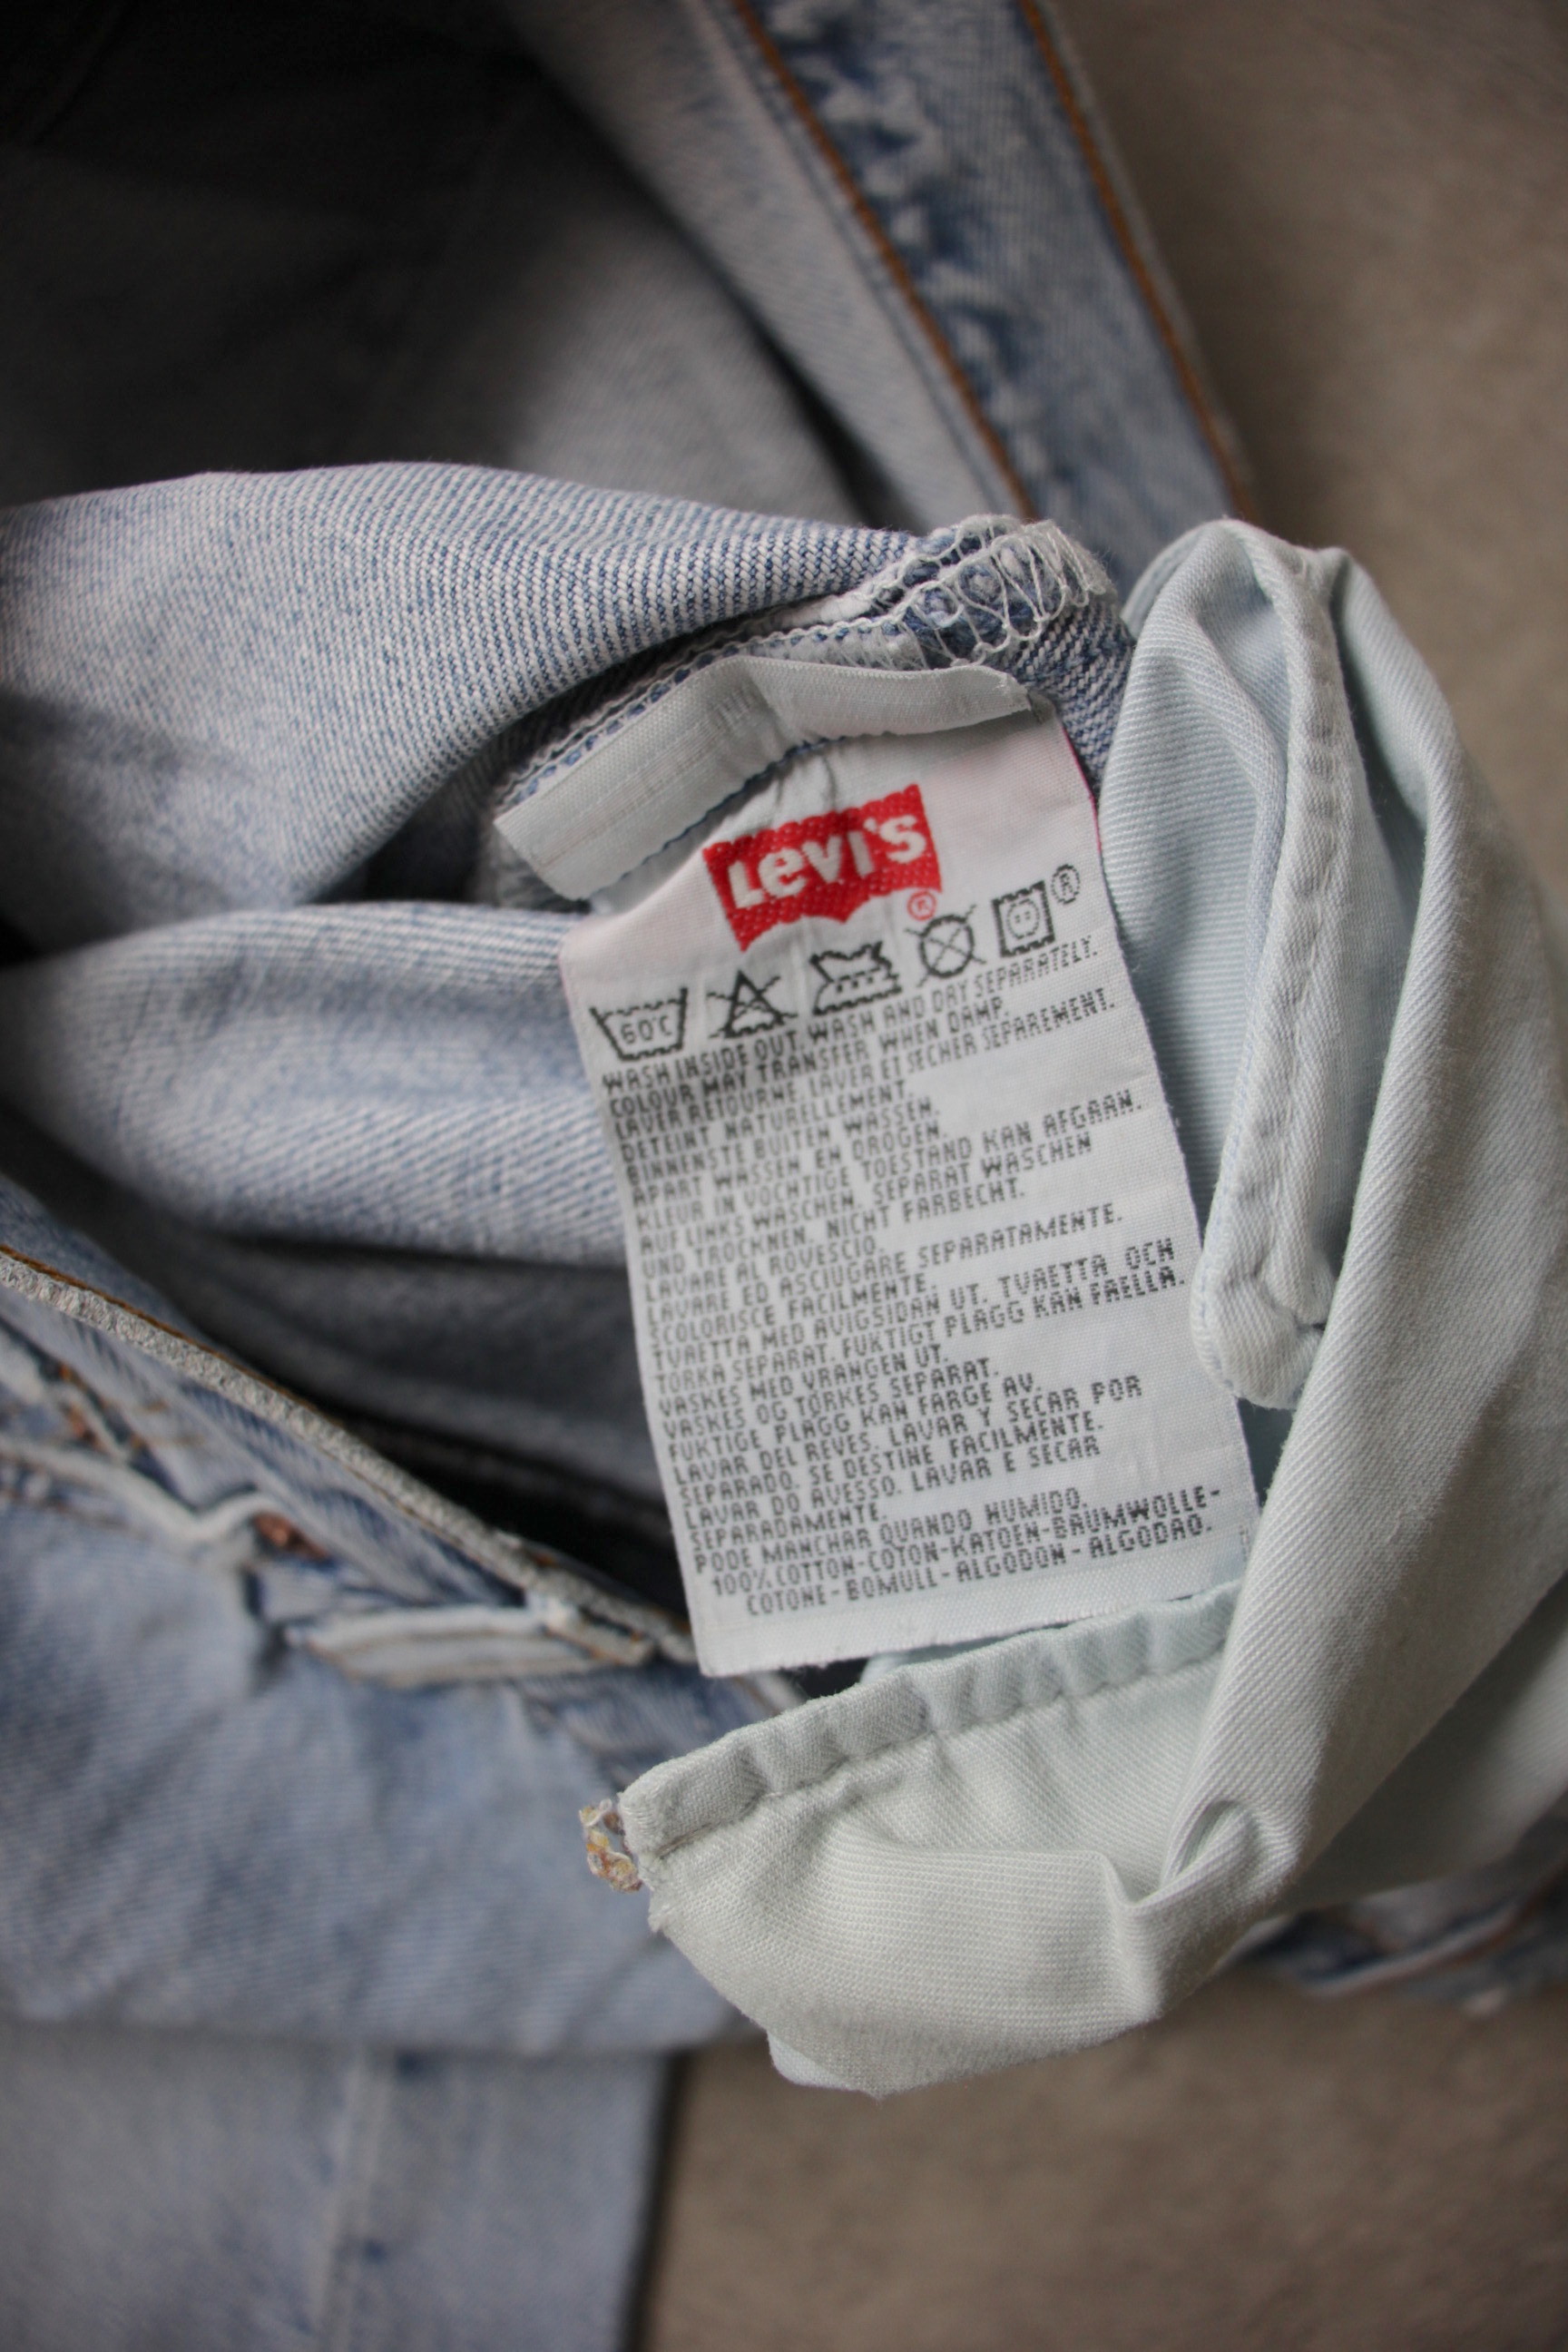 Levi's
®
60°C
®
WASH INSIDE OUT. WASH AND DRY SEPARATELY.
COLOUR MAY TRANSFER WHEN DAMP.
LAVER RETOURNE. LAVER ET SECHER SEPAREMENT.
DETEINT NATURELLEMENT.
BINNENSTE BUITEN WASSEN.
APART WASSEN EN DROGEN.
KLEUR IN VOCHTIGE TOESTAND KAN AFGAAN.
AUF LINKS WASCHEN. SEPARAT WASCHEN
UND TROCKNEN. NICHT FARBECHT.
LAVARE AL ROVESCIO.
LAVARE ED ASCIUGARE SEPARATAMENTE.
SCOLORISCE FACILMENTE.
TVAETTA MED AVIGSIDAN UT. TVAETTA OCH
TORKA SEPARAT. FUKTIGT PLAGG KAN FAELLA.
VASKES MED VRANGEN UT.
VASKES OG TORKES SEPARAT.
FUKTIGE PLAGG KAN FARGE AV.
LAVAR DEL REVES. LAVAR Y SECAR POR
SEPARADO. SE DESTINE FACILMENTE.
LAVAR DO AVESSO. LAVAR E SECAR
SEPARADAMENTE.
PODE MANCHAR QUANDO HUMIDO.
100% COTTON-COTON-KATOEN-BAUMWOLLE-
COTONE-BOMULL-ALGODON-ALGODAO.